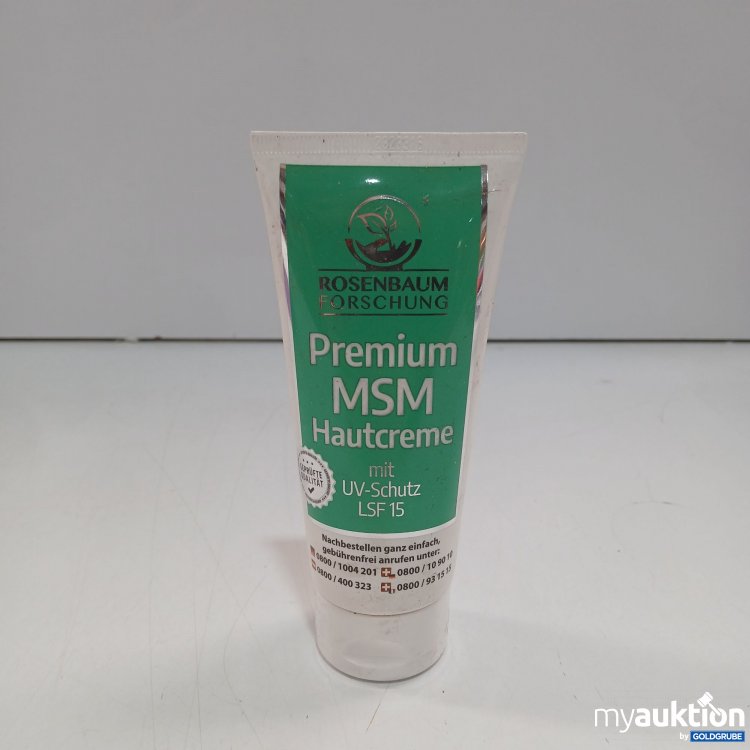 ROSENBAUM
FORSCHUNG
Premium
MSM
Hautcreme
GEPRÜFTE
QUALITÄT
mit
UV-Schutz
LSF 15
Nachbestellen ganz einfach,
gebührenfrei anrufen unter:
0800 / 1004 201 0800 / 10 90 10
0800 / 400 323 0800 / 93 15 15
myauktion
by GOLDGRUBE